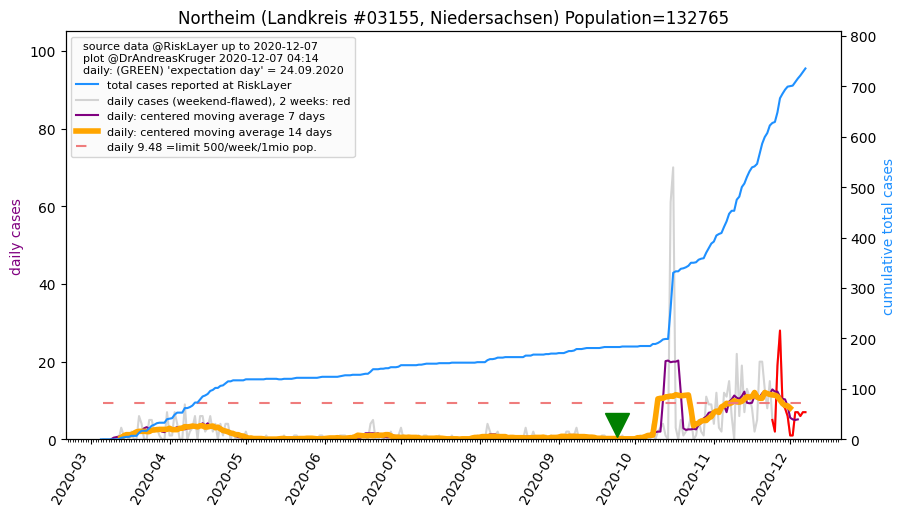 Northeim (Landkreis #03155, Niedersachsen) Population=132765
source data @RiskLayer up to 2020-12-07
plot @DrAndreasKruger 2020-12-07 04:14
daily: (GREEN) 'expectation day' = 24.09.2020
total cases reported at RiskLayer
daily cases (weekend-flawed), 2 weeks: red
daily: centered moving average 7 days
daily: centered moving average 14 days
daily 9.48 =limit 500/week/1mio pop.
daily cases
100
80
60
40
20
0
cumulative total cases
800
700
600
500
400
300
200
100
0
2020-03
2020-04
2020-05
2020-06
2020-07
2020-08
2020-09
2020-10
2020-11
2020-12